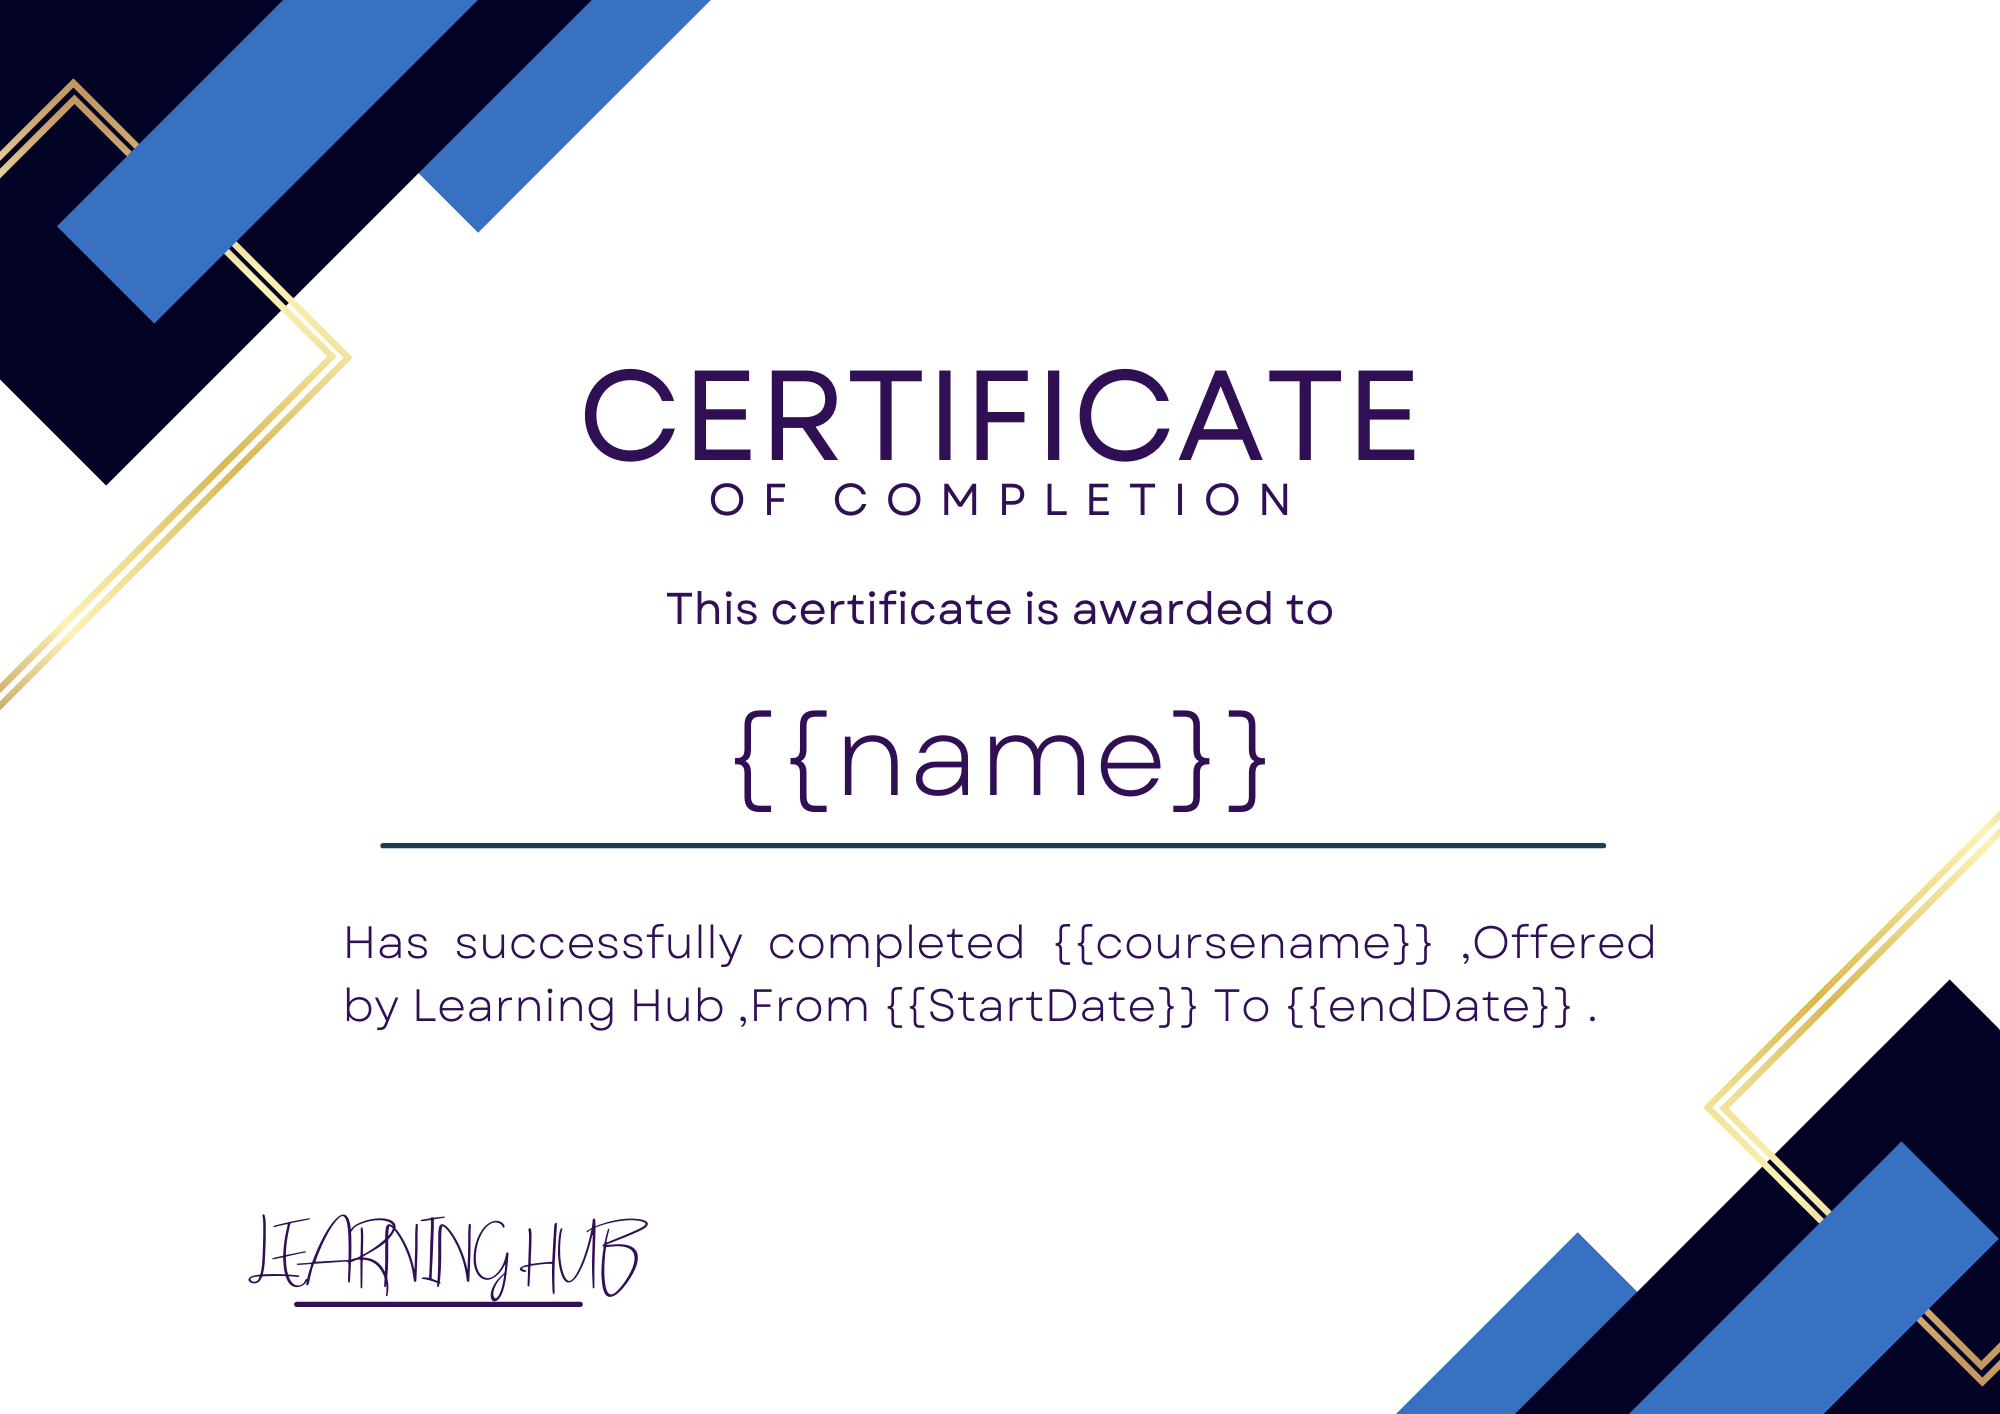 CERTIFICATE
OF COMPLETION
This certificate is awarded to
{{name}}
Has successfully completed {{coursename}} ,Offered
by Learning Hub ,From {{StartDate}} To {{endDate}} .
LEARNING HUB